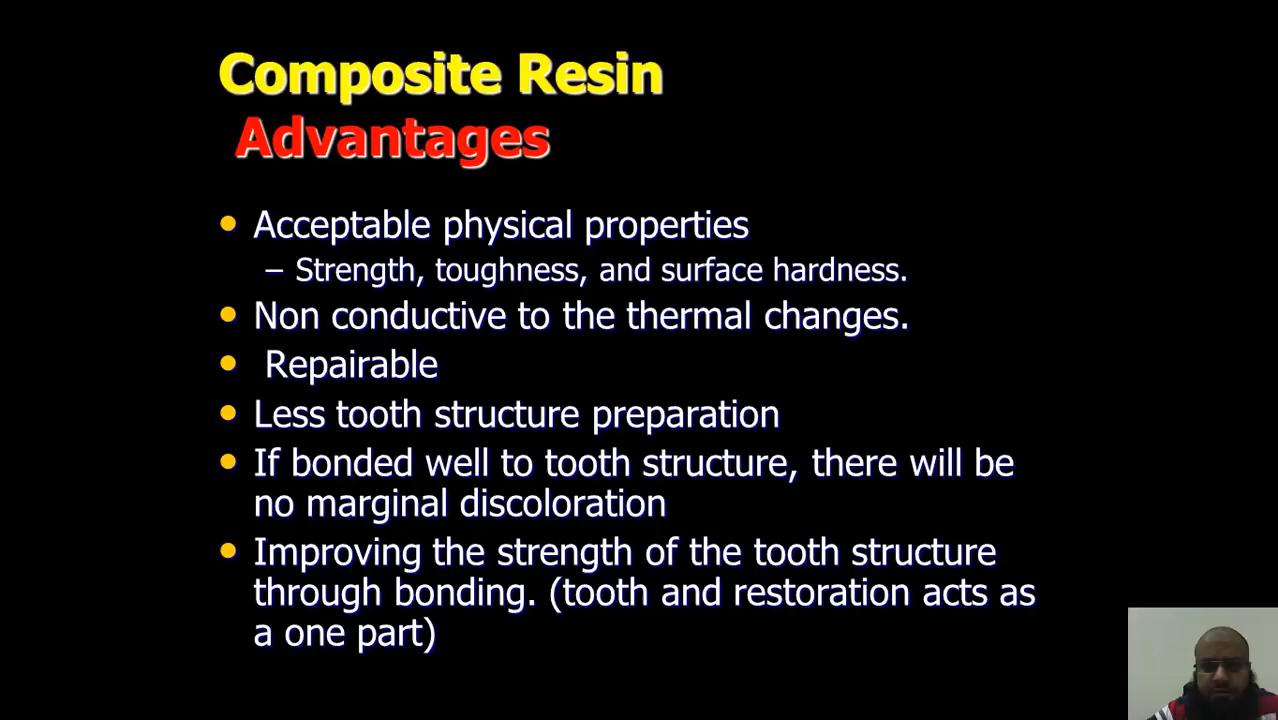 Composite Resin
Advantages
• Acceptable physical properties
– Strength, toughness, and surface hardness.
• Non conductive to the thermal changes.
• Repairable
• Less tooth structure preparation
• If bonded well to tooth structure, there will be
no marginal discoloration
• Improving the strength of the tooth structure
through bonding. (tooth and restoration acts as
a one part)